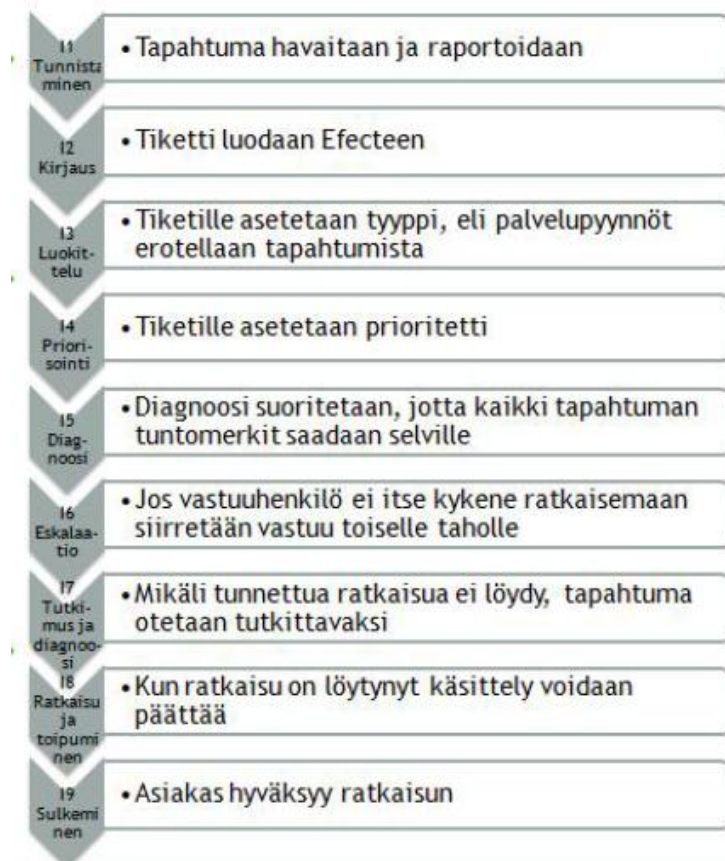 I1
Tunnista
minen
• Tapahtuma havaitaan ja raportoidaan
I2
Kirjaus
• Tiketti luodaan Efecteen
I3
Luokit-
telu
• Tiketille asetetaan tyyppi, eli palvelupyynnöt
erotellaan tapahtumista
I4
Priori-
sointi
• Tiketille asetetaan prioritetti
I5
Diag-
noosi
• Diagnoosi suoritetaan, jotta kaikki tapahtuman
tuntomerkit saadaan selville
I6
Eskalaa-
tio
• Jos vastuuhenkilö ei itse kykene ratkaisemaan
siirretään vastuu toiselle taholle
I7
Tutki-
mus ja
diagnoo-
si
• Mikäli tunnettua ratkaisua ei löydy, tapahtuma
otetaan tutkittavaksi
I8
Ratkaisu
ja
toipumi
nen
• Kun ratkaisu on löytynyt käsittely voidaan
päättää
I9
Sulkemi
nen
• Asiakas hyväksyy ratkaisun